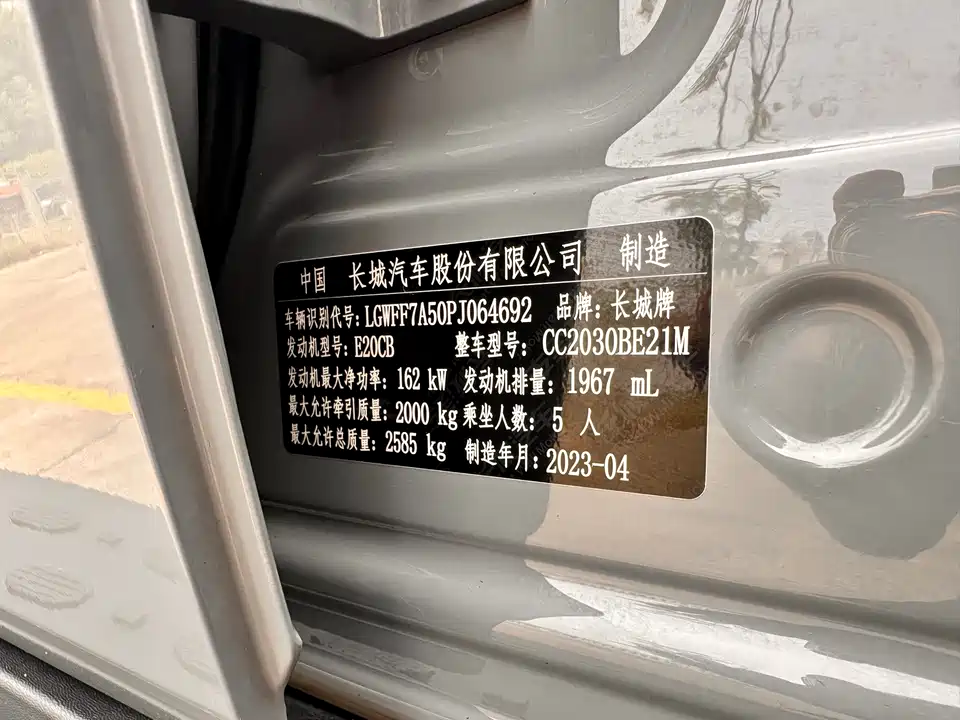 中国 长城汽车股份有限公司 制造
车辆识别代号: LGWFF7A50PJ064692 品牌: 长城牌
发动机型号: E20CB 整车型号: CC2030BE21M
发动机最大净功率: 162 kW 发动机排量: 1967 mL
最大允许牵引质量: 2000 kg 乘坐人数: 5 人
最大允许总质量: 2585 kg 制造年月: 2023-04